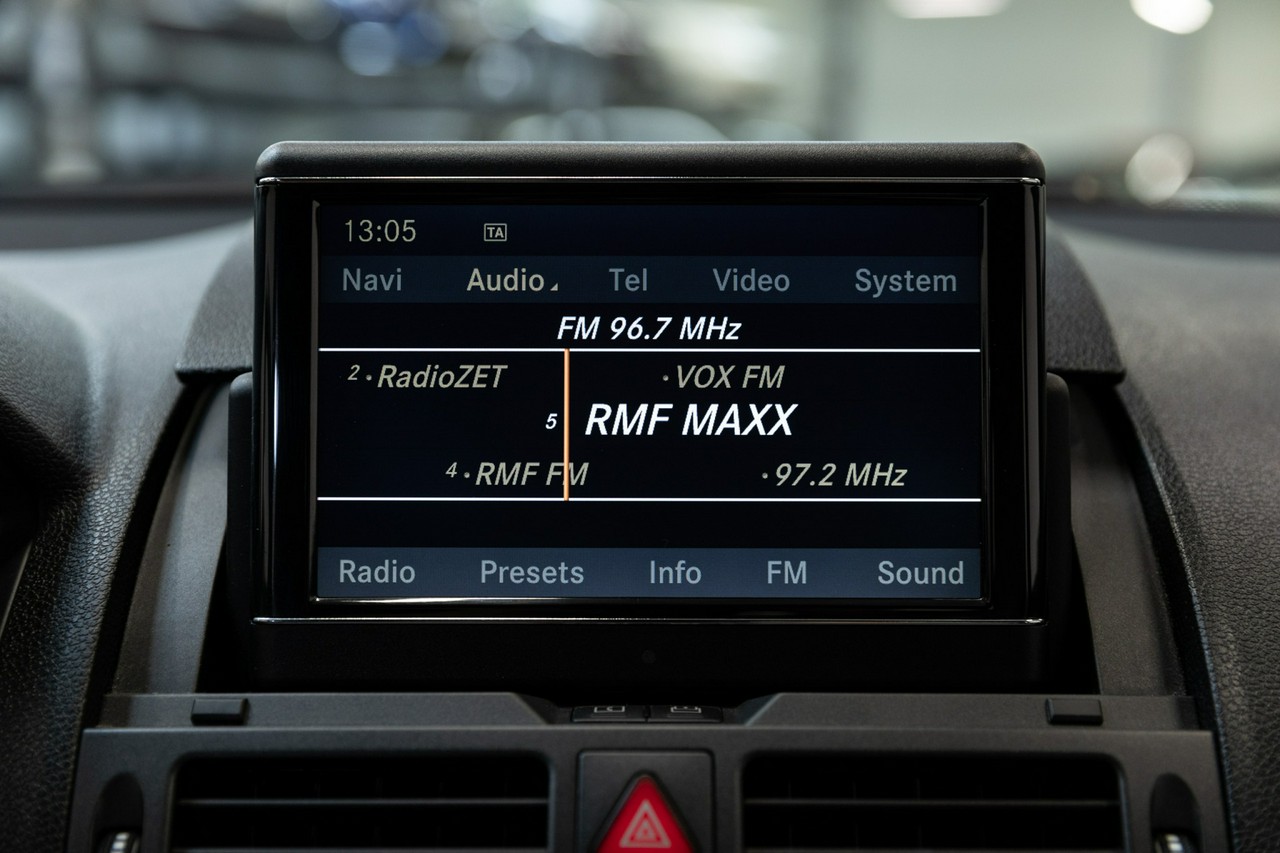 13:05 TA
Navi Audio Tel Video System
FM 96.7 MHz
2 · RadioZET · VOX FM
5 RMF MAXX
4 · RMF FM · 97.2 MHz
Radio Presets Info FM Sound